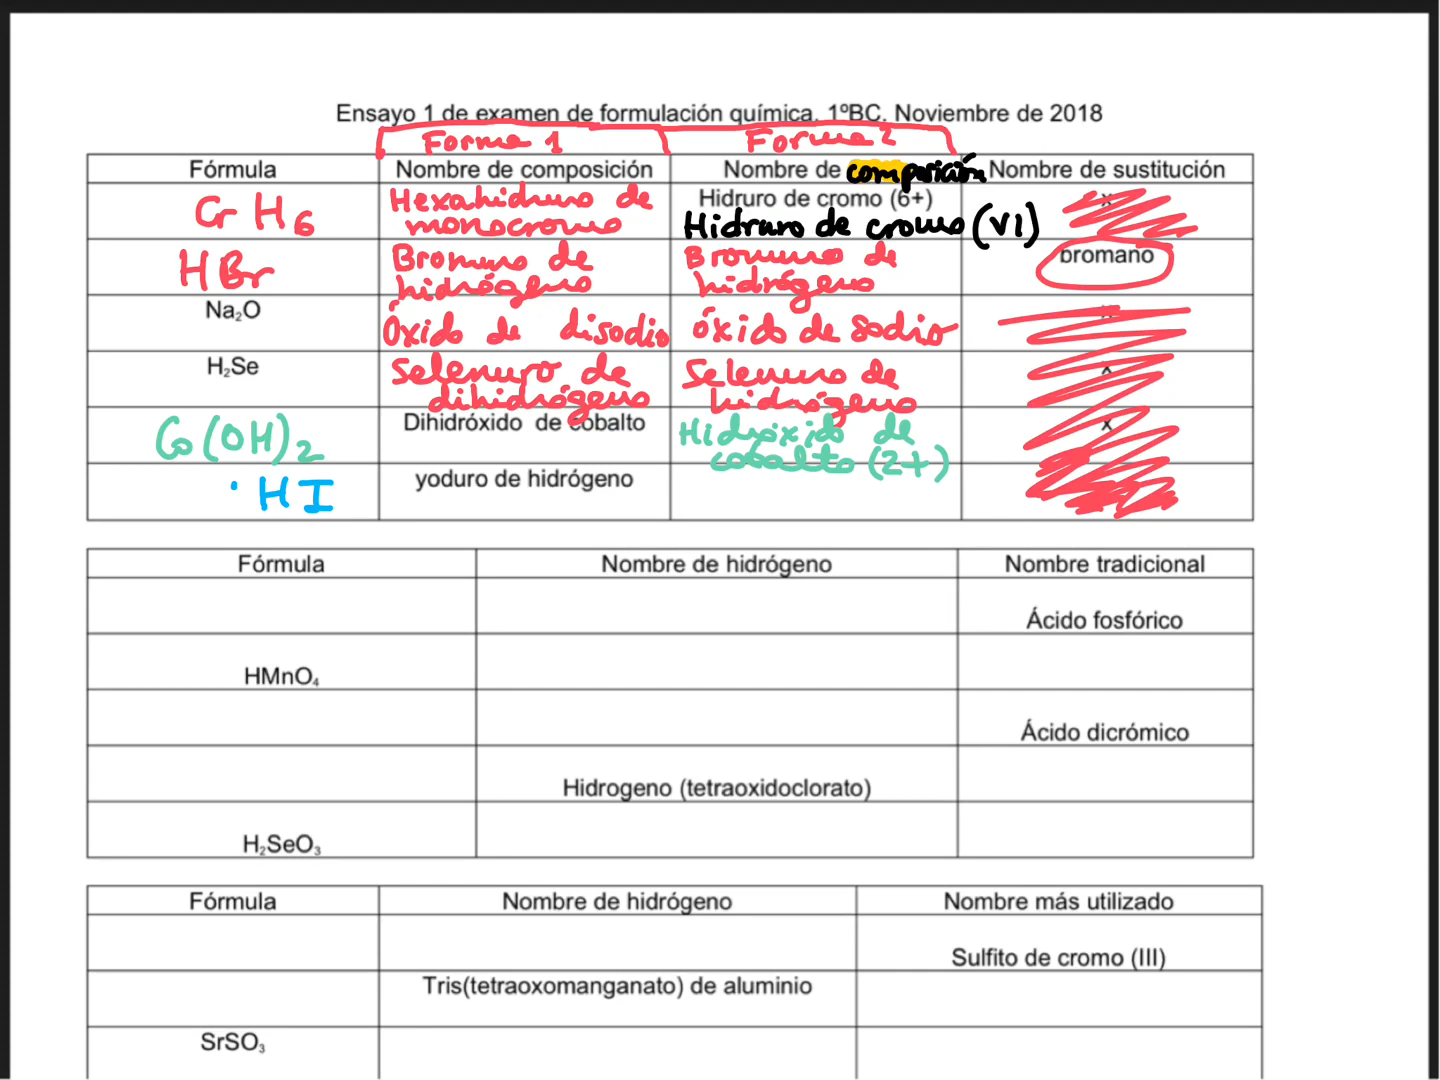 Ensayo 1 de examen de formulación química. 1ºBC. Noviembre de 2018
Forma 1 Forma 2
Fórmula Nombre de composición Nombre de composición Nombre de sustitución
CrH6 Hexahidruro de monocromo Hidruro de cromo (6+) x
Hidruro de cromo (VI)
HBr Bromuro de hidrógeno Bromuro de hidrógeno bromano
Na₂O Óxido de disodio óxido de sodio
H₂Se Selenuro de dihidrógeno Selenuro de hidrógeno x
Co(OH)2 Dihidróxido de cobalto Hidróxido de cobalto (2+) x
HI yoduro de hidrógeno
Fórmula Nombre de hidrógeno Nombre tradicional
Ácido fosfórico
HMnO₄
Ácido dicrómico
Hidrogeno (tetraoxidoclorato)
H₂SeO₃
Fórmula Nombre de hidrógeno Nombre más utilizado
Sulfito de cromo (III)
Tris(tetraoxomanganato) de aluminio
SrSO₃